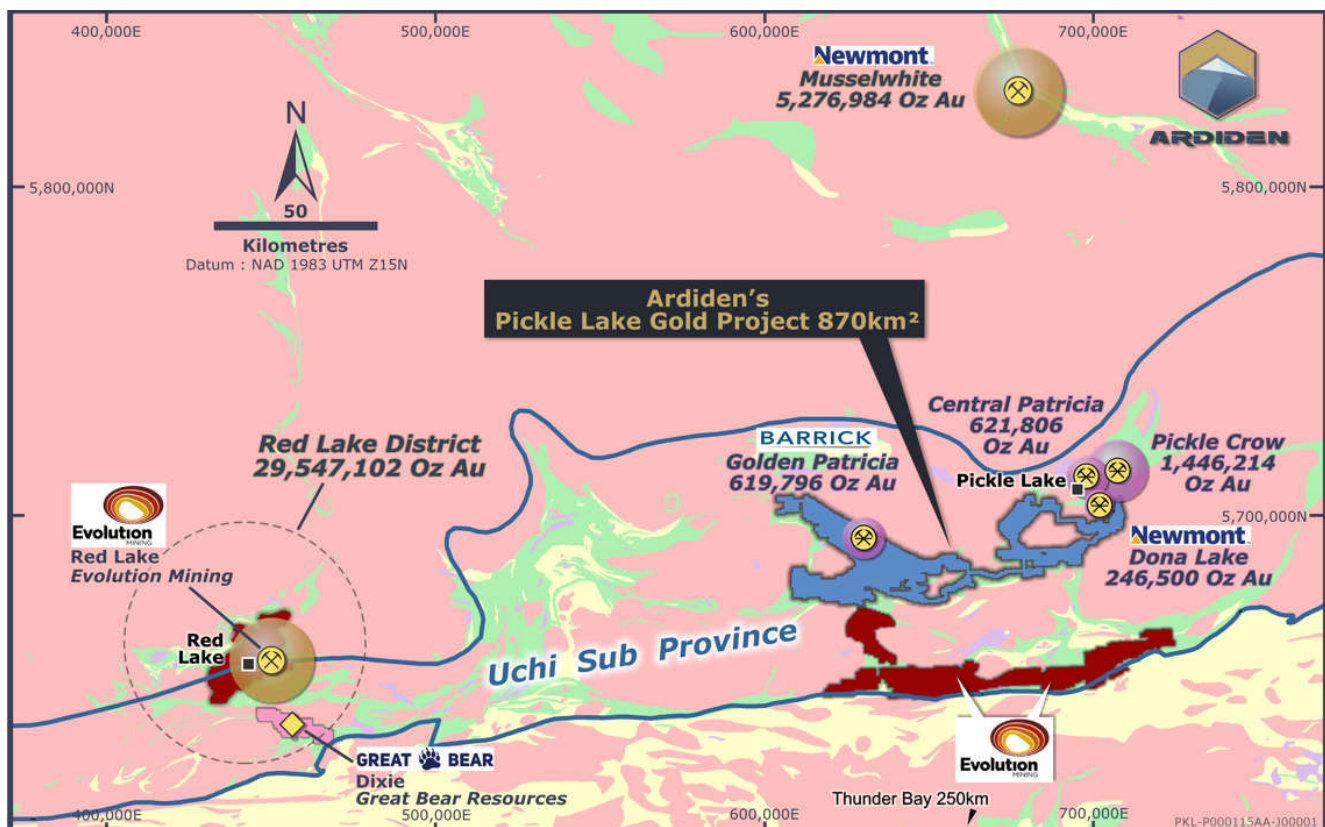 400,000E
500,000E
600,000E
700,000E
Newmont
Musselwhite
5,276,984 Oz Au
ARDIDEN
N
5,800,000N
5,800,000N
50
Kilometres
Datum : NAD 1983 UTM Z15N
Ardiden's
Pickle Lake Gold Project 870km²
Central Patricia
621,806
Oz Au
Pickle Crow
1,446,214
Oz Au
Red Lake District
29,547,102 Oz Au
BARRICK
Golden Patricia
619,796 Oz Au
Pickle Lake
5,700,000N
Evolution
MINING
Red Lake
Evolution Mining
Newmont
Dona Lake
246,500 Oz Au
Red
Lake
Uchi Sub Province
GREAT BEAR
Dixie
Great Bear Resources
Evolution
MINING
Thunder Bay 250km
400,000E
500,000E
600,000E
700,000E
PKL-P000115AA-J00001